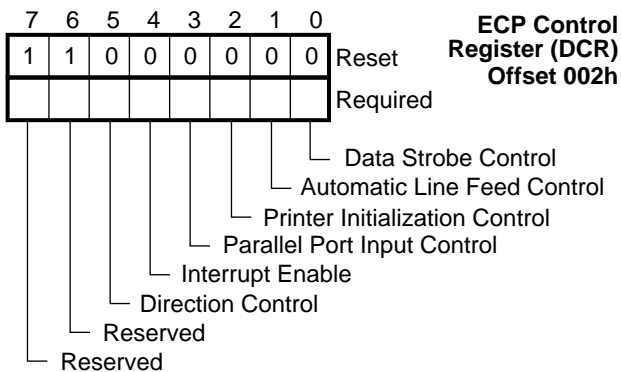 7 6 5 4 3 2 1 0
ECP Control
Register (DCR)
Offset 002h
1 1 0 0 0 0 0 0 Reset
Required
Data Strobe Control
Automatic Line Feed Control
Printer Initialization Control
Parallel Port Input Control
Interrupt Enable
Direction Control
Reserved
Reserved